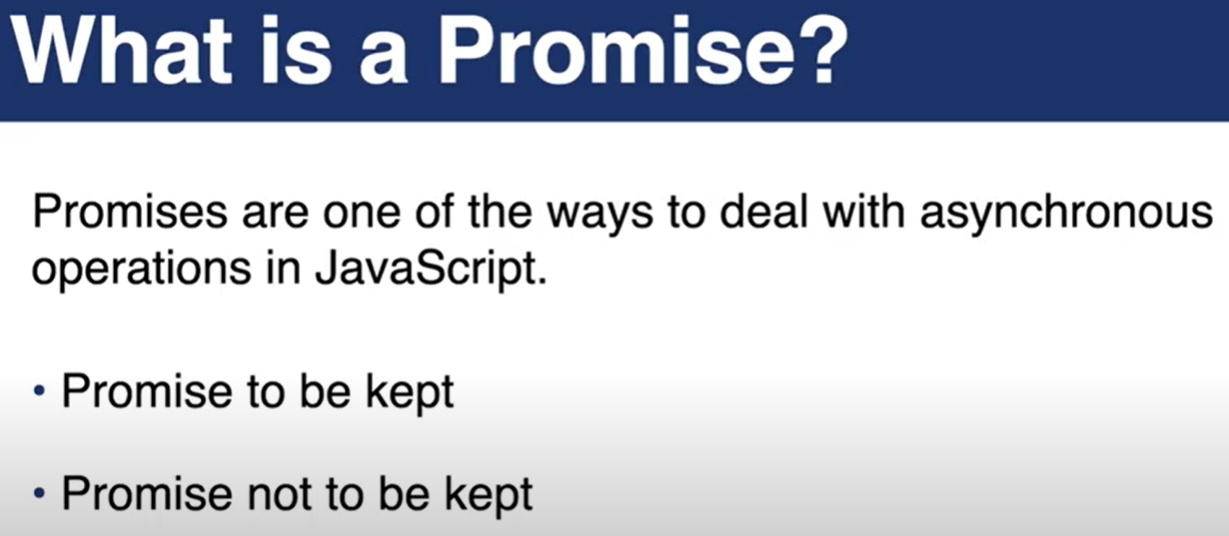 What is a Promise?
Promises are one of the ways to deal with asynchronous
operations in JavaScript.
• Promise to be kept
• Promise not to be kept